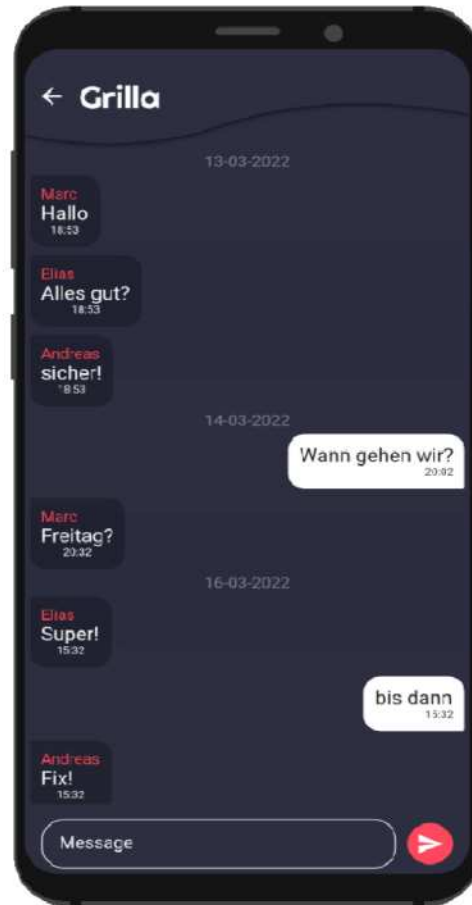 Grilla
13-03-2022
Marc
Hallo
18:53
Elias
Alles gut?
18:53
Andreas
sicher!
18:53
14-03-2022
Wann gehen wir?
20:02
Marc
Freitag?
20:32
16-03-2022
Elias
Super!
15:32
bis dann
15:32
Andreas
Fix!
15:32
Message